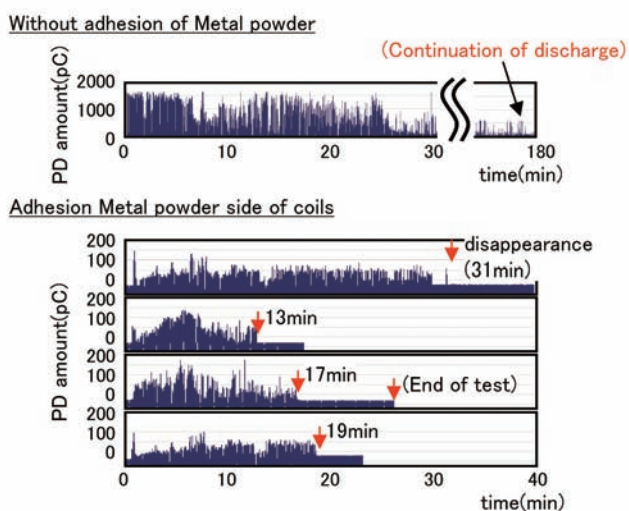 Without adhesion of Metal powder
(Continuation of discharge)
PD amount(pC)
2000
1000
0
0 10 20 30 180
time(min)
Adhesion Metal powder side of coils
PD amount(pC)
200
100
0
disappearance
(31min)
200
100
0
13min
200
100
0
17min
(End of test)
200
100
0
19min
0 10 20 30 40
time(min)